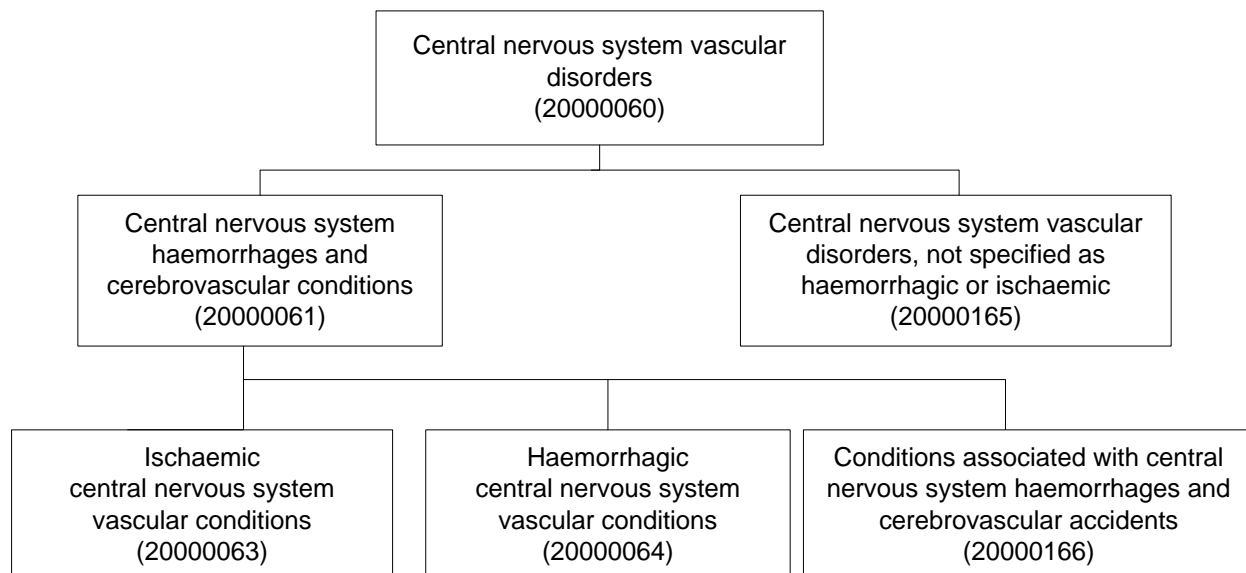 Central nervous system vascular
disorders
(20000060)
Central nervous system
haemorrhages and
cerebrovascular conditions
(20000061)
Central nervous system vascular
disorders, not specified as
haemorrhagic or ischaemic
(20000165)
Ischaemic
central nervous system
vascular conditions
(20000063)
Haemorrhagic
central nervous system
vascular conditions
(20000064)
Conditions associated with central
nervous system haemorrhages and
cerebrovascular accidents
(20000166)